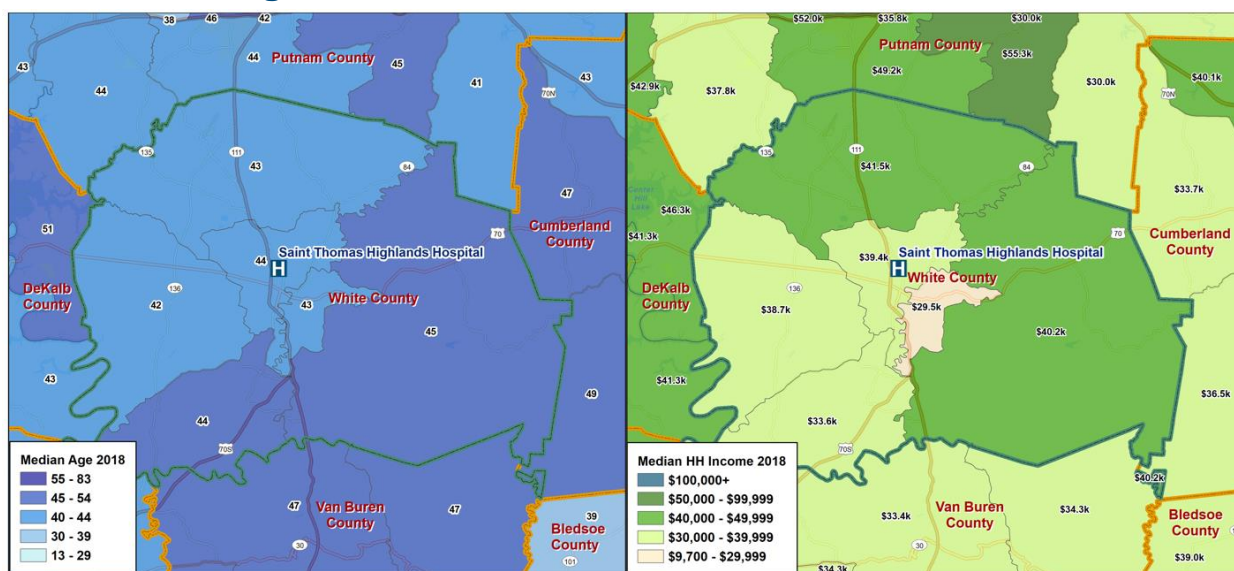 38
46
42
43
44
44
Putnam County
45
41
43
70N
135
111
43
84
47
51
70
Cumberland
County
44
Saint Thomas Highlands Hospital
H
DeKalb
County
136
42
43
White County
45
43
49
44
70S
47
Van Buren
County
47
39
Bledsoe
County
30
101
Median Age 2018
55 - 83
45 - 54
40 - 44
30 - 39
13 - 29
$52.0k
$35.8k
$30.0k
Putnam County
$55.3k
$49.2k
$42.9k
$37.8k
$30.0k
$40.1k
70N
135
111
$41.5k
84
Center
Hill
Lake
$46.3k
$33.7k
$41.3k
70
Cumberland
County
Saint Thomas Highlands Hospital
$39.4k
H
White County
DeKalb
County
136
$29.5k
$38.7k
$40.2k
$41.3k
$36.5k
$33.6k
70S
$40.2k
Van Buren
County
$33.4k
$34.3k
Bledsoe
County
30
$34.3k
$39.0k
Median HH Income 2018
$100,000+
$50,000 - $99,999
$40,000 - $49,999
$30,000 - $39,999
$9,700 - $29,999